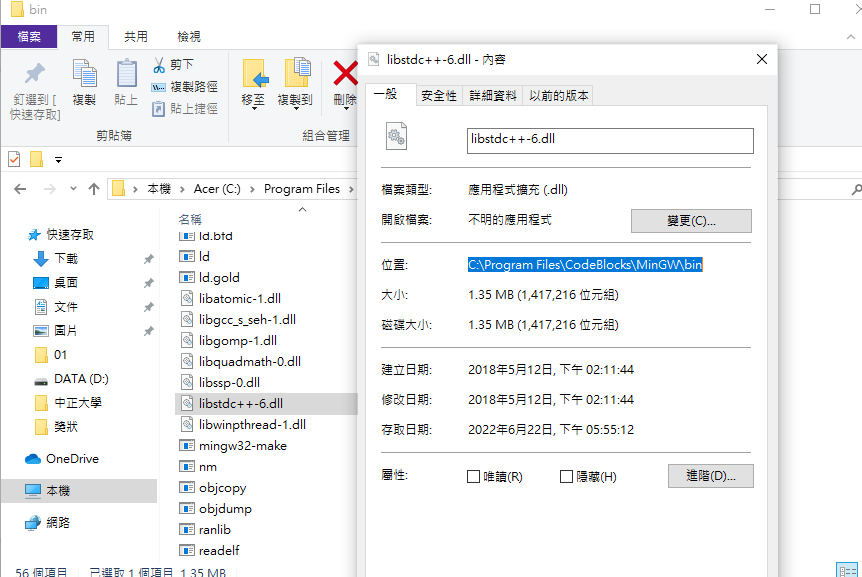 bin
檔案 常用 共用 檢視
釘選到 [
快速存取]
複製
貼上
剪下
複製路徑
貼上捷徑
移至
複製到
刪除
剪貼簿
組合管理
本機 Acer (C:) Program Files
快速存取
下載
桌面
文件
圖片
01
DATA (D:)
中正大學
獎狀
OneDrive
本機
網路
名稱
ld.bfd
ld
ld.gold
libatomic-1.dll
libgcc_s_seh-1.dll
libgomp-1.dll
libquadmath-0.dll
libssp-0.dll
libstdc++-6.dll
libwinpthread-1.dll
mingw32-make
nm
objcopy
objdump
ranlib
readelf
56 個項目 已選取 1 個項目 1.35 MB
libstdc++-6.dll - 內容
一般 安全性 詳細資料 以前的版本
libstdc++-6.dll
檔案類型: 應用程式擴充 (.dll)
開啟檔案: 不明的應用程式 變更(C)...
位置: C:\Program Files\CodeBlocks\MinGW\bin
大小: 1.35 MB (1,417,216 位元組)
磁碟大小: 1.35 MB (1,417,216 位元組)
建立日期: 2018年5月12日, 下午 02:11:44
修改日期: 2018年5月12日, 下午 02:11:44
存取日期: 2022年6月22日, 下午 05:55:12
屬性: 唯讀(R) 隱藏(H) 進階(D)...